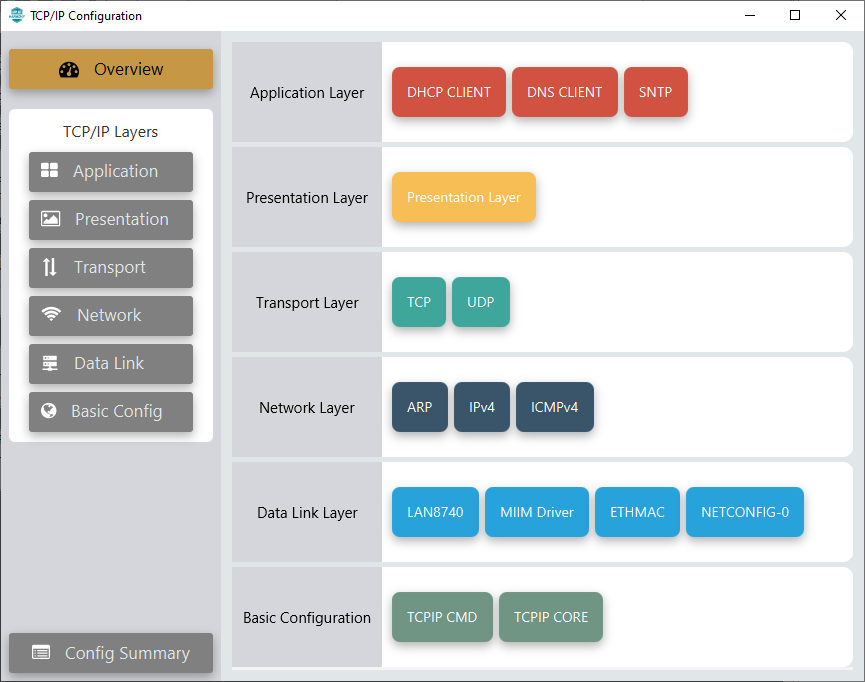 TCP/IP Configuration
Overview
TCP/IP Layers
Application
Presentation
Transport
Network
Data Link
Basic Config
Config Summary
Application Layer
DHCP CLIENT
DNS CLIENT
SNTP
Presentation Layer
Presentation Layer
Transport Layer
TCP
UDP
Network Layer
ARP
IPv4
ICMPv4
Data Link Layer
LAN8740
MIIM Driver
ETHMAC
NETCONFIG-0
Basic Configuration
TCPIP CMD
TCPIP CORE